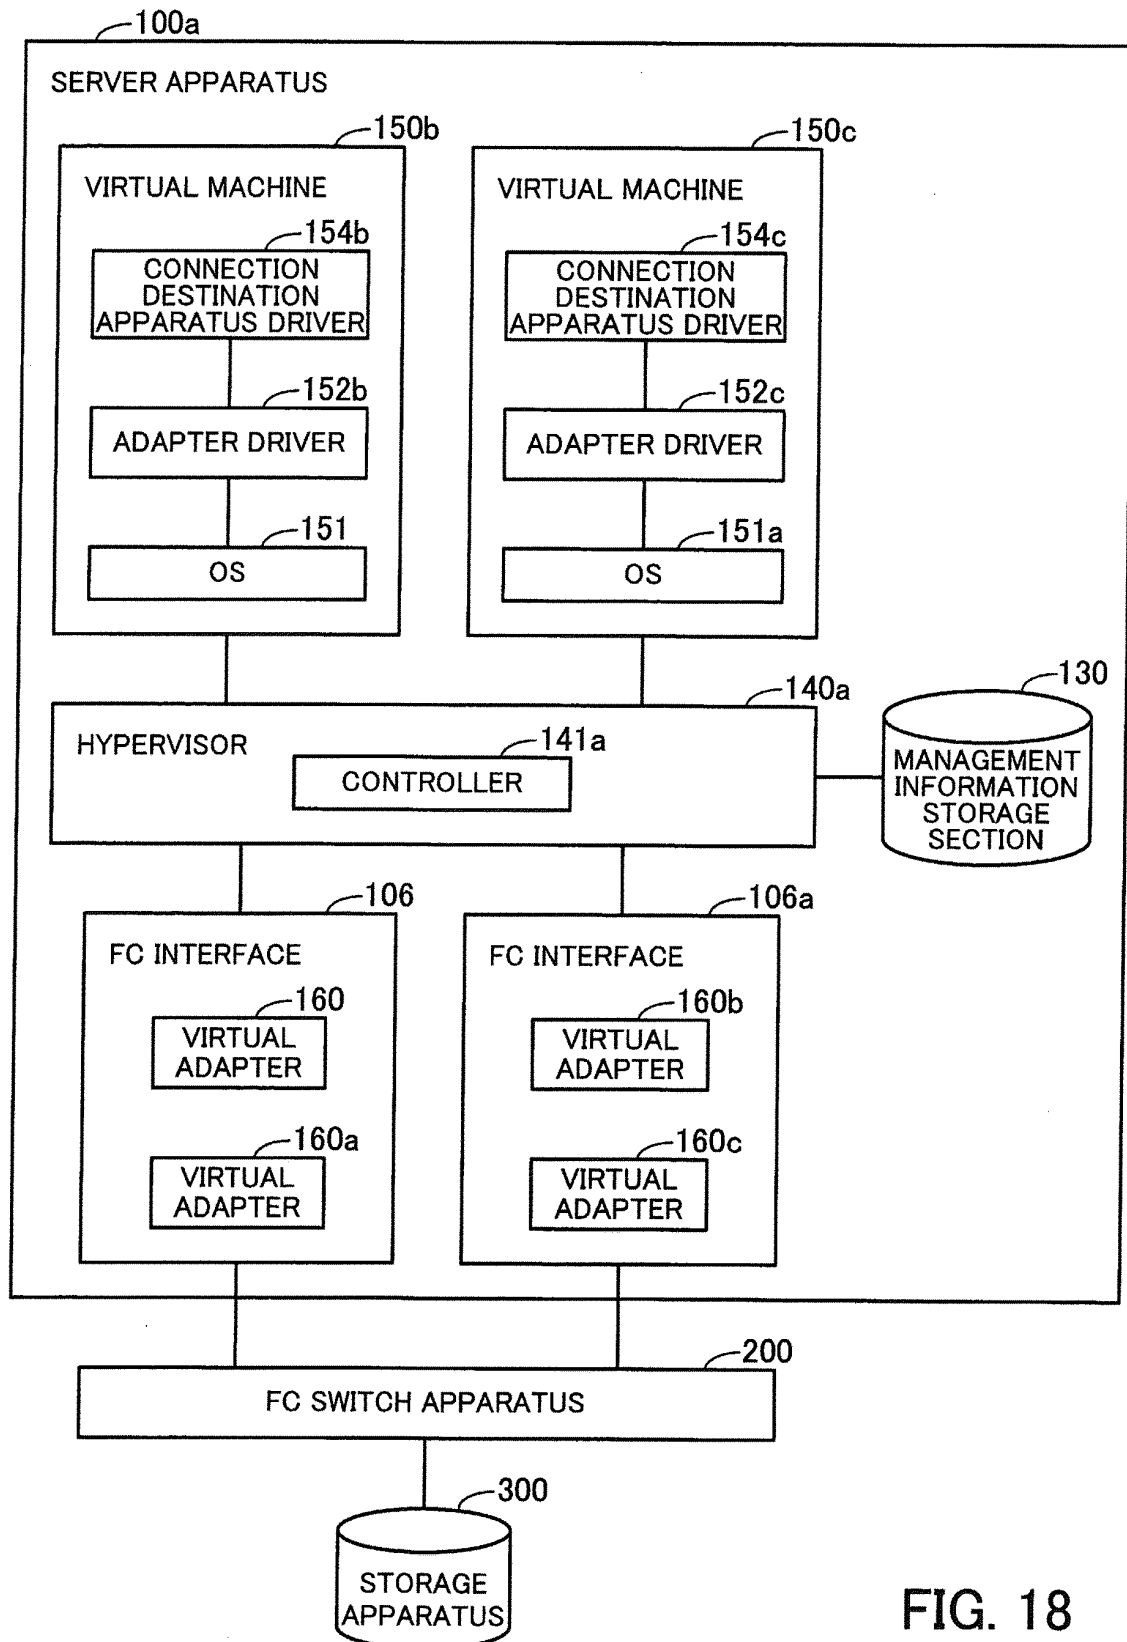 100a
SERVER APPARATUS
150b
VIRTUAL MACHINE
154b
CONNECTION
DESTINATION
APPARATUS DRIVER
152b
ADAPTER DRIVER
151
OS
150c
VIRTUAL MACHINE
154c
CONNECTION
DESTINATION
APPARATUS DRIVER
152c
ADAPTER DRIVER
151a
OS
140a
HYPERVISOR
141a
CONTROLLER
130
MANAGEMENT
INFORMATION
STORAGE
SECTION
106
FC INTERFACE
160
VIRTUAL
ADAPTER
160a
VIRTUAL
ADAPTER
106a
FC INTERFACE
160b
VIRTUAL
ADAPTER
160c
VIRTUAL
ADAPTER
200
FC SWITCH APPARATUS
300
STORAGE
APPARATUS
FIG. 18